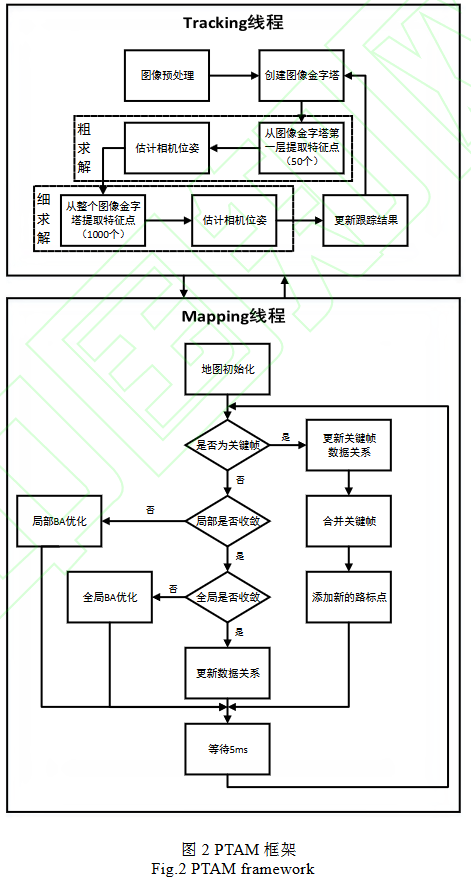 Tracking线程
图像预处理
创建图像金字塔
粗
求
解
估计相机位姿
从图像金字塔第
一层提取特征点
（50个）
细
求
解
从整个图像金字
塔提取特征点
（1000个）
估计相机位姿
更新跟踪结果
Mapping线程
地图初始化
是否为关键帧
是
更新关键帧
数据关系
否
局部BA优化
否
局部是否收敛
合并关键帧
是
全局BA优化
否
全局是否收敛
添加新的路标点
是
更新数据关系
等待5ms
图 2 PTAM 框架
Fig.2 PTAM framework